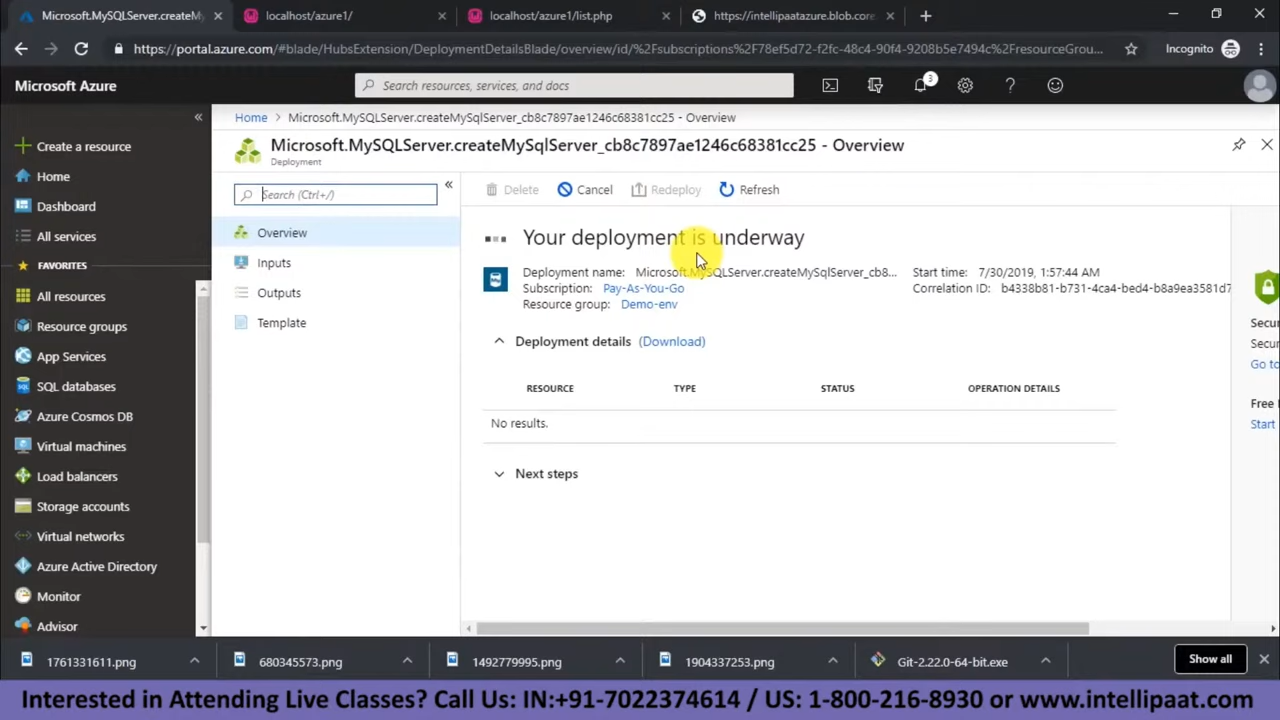 Microsoft.MySQLServer.createM
localhost/azure1/
localhost/azure1/list.php
https://intellipaatazure.blob.core
https://portal.azure.com/#blade/HubsExtension/DeploymentDetailsBlade/overview/id/%2Fsubscriptions%2F78ef5d72-f2fc-48c4-90f4-9208b5e7494c%2FresourceGrou...
Incognito
Microsoft Azure
Search resources, services, and docs
3
Create a resource
Home
Dashboard
All services
FAVORITES
All resources
Resource groups
App Services
SQL databases
Azure Cosmos DB
Virtual machines
Load balancers
Storage accounts
Virtual networks
Azure Active Directory
Monitor
Advisor
Home
Microsoft.MySQLServer.createMySqlServer_cb8c7897ae1246c68381cc25 - Overview
Microsoft.MySQLServer.createMySqlServer_cb8c7897ae1246c68381cc25 - Overview
Deployment
Search (Ctrl+/)
Overview
Inputs
Outputs
Template
Delete
Cancel
Redeploy
Refresh
Your deployment is underway
Deployment name: Microsoft.MySQLServer.createMySqlServer_cb8...
Subscription: Pay-As-You-Go
Resource group: Demo-env
Start time: 7/30/2019, 1:57:44 AM
Correlation ID: b4338b81-b731-4ca4-bed4-b8a9ea3581d7
Deployment details (Download)
RESOURCE TYPE STATUS OPERATION DETAILS
No results.
Next steps
Secur
Secur
Go to
Free
Start
1761331611.png
680345573.png
1492779995.png
1904337253.png
Git-2.22.0-64-bit.exe
Show all
Interested in Attending Live Classes? Call Us: IN:+91-7022374614 / US: 1-800-216-8930 or www.intellipaat.com